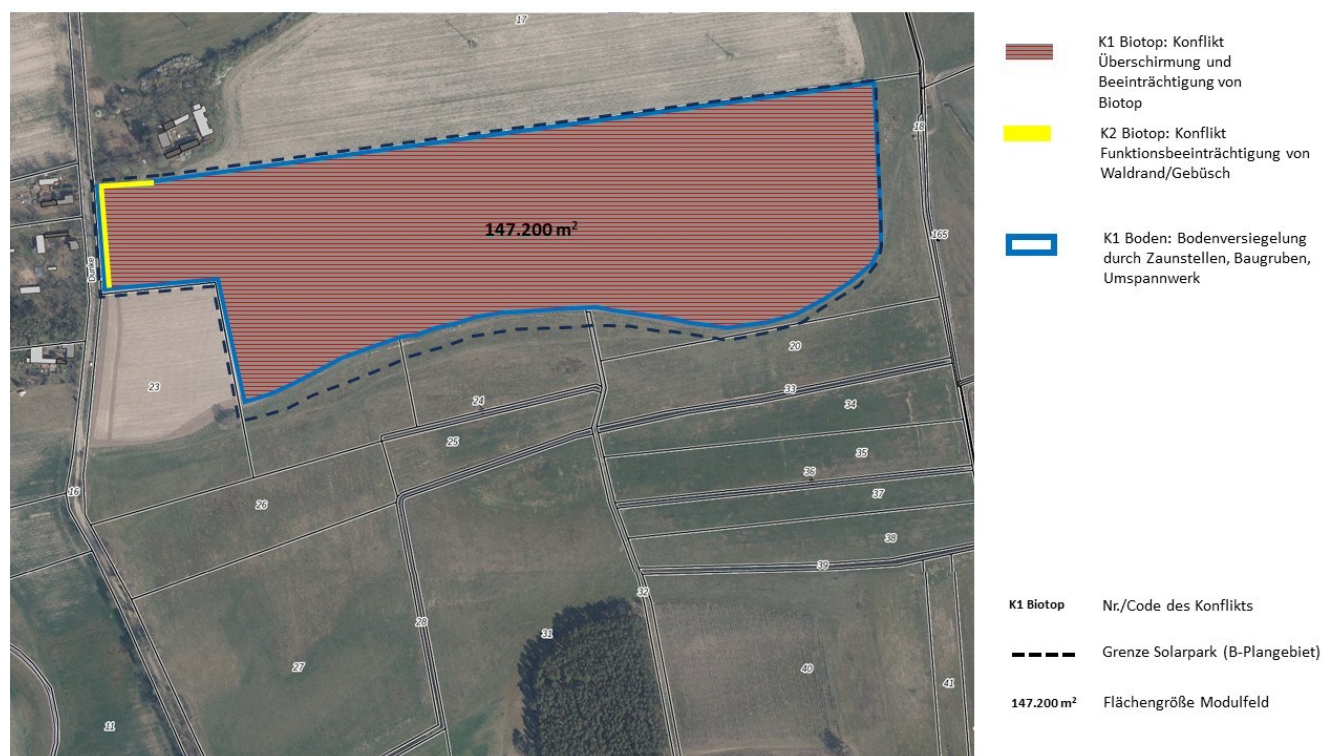 17
18
147.200 m²
165
Dumke
20
23
33
24
34
25
35
36
16
26
37
38
39
32
28
31
27
40
41
11
K1 Biotop: Konflikt
Überschirmung und
Beeinträchtigung von
Biotop
K2 Biotop: Konflikt
Funktionsbeeinträchtigung von
Waldrand/Gebüsch
K1 Boden: Bodenversiegelung
durch Zaunstellen, Baugruben,
Umspannwerk
K1 Biotop Nr./Code des Konflikts
Grenze Solarpark (B-Plangebiet)
147.200 m² Flächengröße Modulfeld